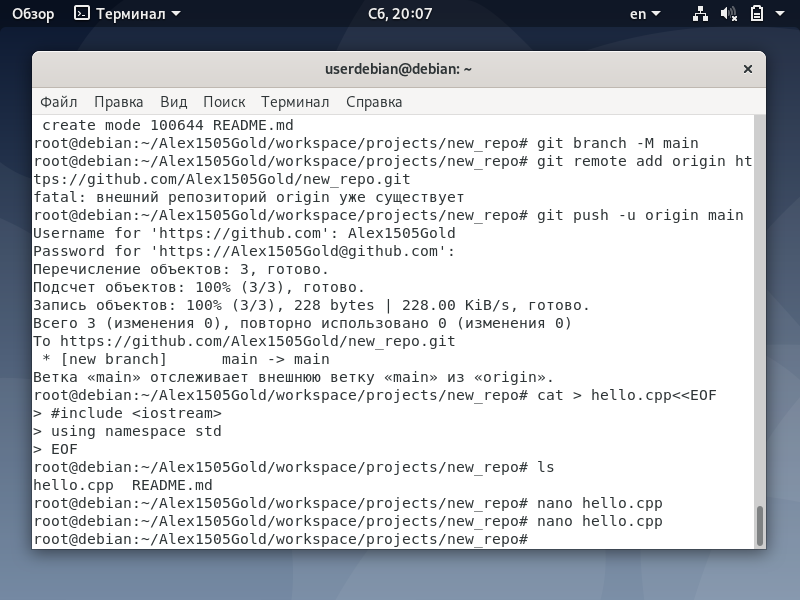 Обзор Терминал Сб, 20:07 en
userdebian@debian: ~
Файл Правка Вид Поиск Терминал Справка
 create mode 100644 README.md
root@debian:~/Alex1505Gold/workspace/projects/new_repo# git branch -M main
root@debian:~/Alex1505Gold/workspace/projects/new_repo# git remote add origin ht
tps://github.com/Alex1505Gold/new_repo.git
fatal: внешний репозиторий origin уже существует
root@debian:~/Alex1505Gold/workspace/projects/new_repo# git push -u origin main
Username for 'https://github.com': Alex1505Gold
Password for 'https://Alex1505Gold@github.com':
Перечисление объектов: 3, готово.
Подсчет объектов: 100% (3/3), готово.
Запись объектов: 100% (3/3), 228 bytes | 228.00 KiB/s, готово.
Всего 3 (изменения 0), повторно использовано 0 (изменения 0)
To https://github.com/Alex1505Gold/new_repo.git
 * [new branch]      main -> main
Ветка «main» отслеживает внешнюю ветку «main» из «origin».
root@debian:~/Alex1505Gold/workspace/projects/new_repo# cat > hello.cpp<<EOF
> #include <iostream>
> using namespace std
> EOF
root@debian:~/Alex1505Gold/workspace/projects/new_repo# ls
hello.cpp  README.md
root@debian:~/Alex1505Gold/workspace/projects/new_repo# nano hello.cpp
root@debian:~/Alex1505Gold/workspace/projects/new_repo# nano hello.cpp
root@debian:~/Alex1505Gold/workspace/projects/new_repo#